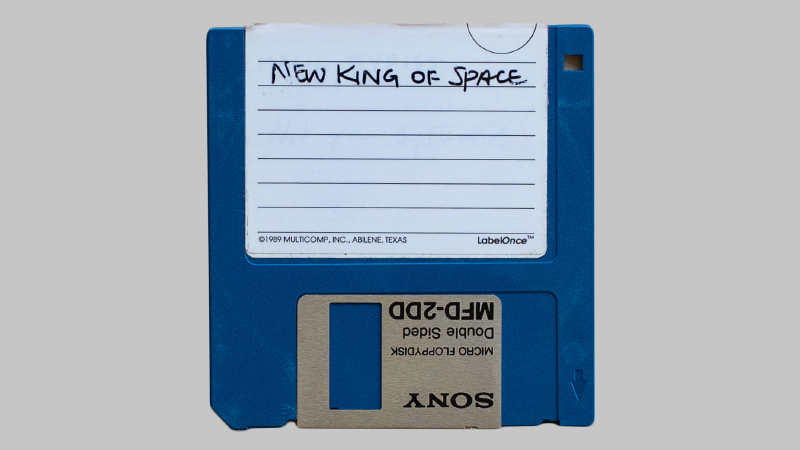 NEW KING OF SPACE
©1989 MULTICOMP, INC., ABILENE, TEXAS LabelOnce™
MFD-2DD
Double Sided
MICRO FLOPPYDISK
SONY